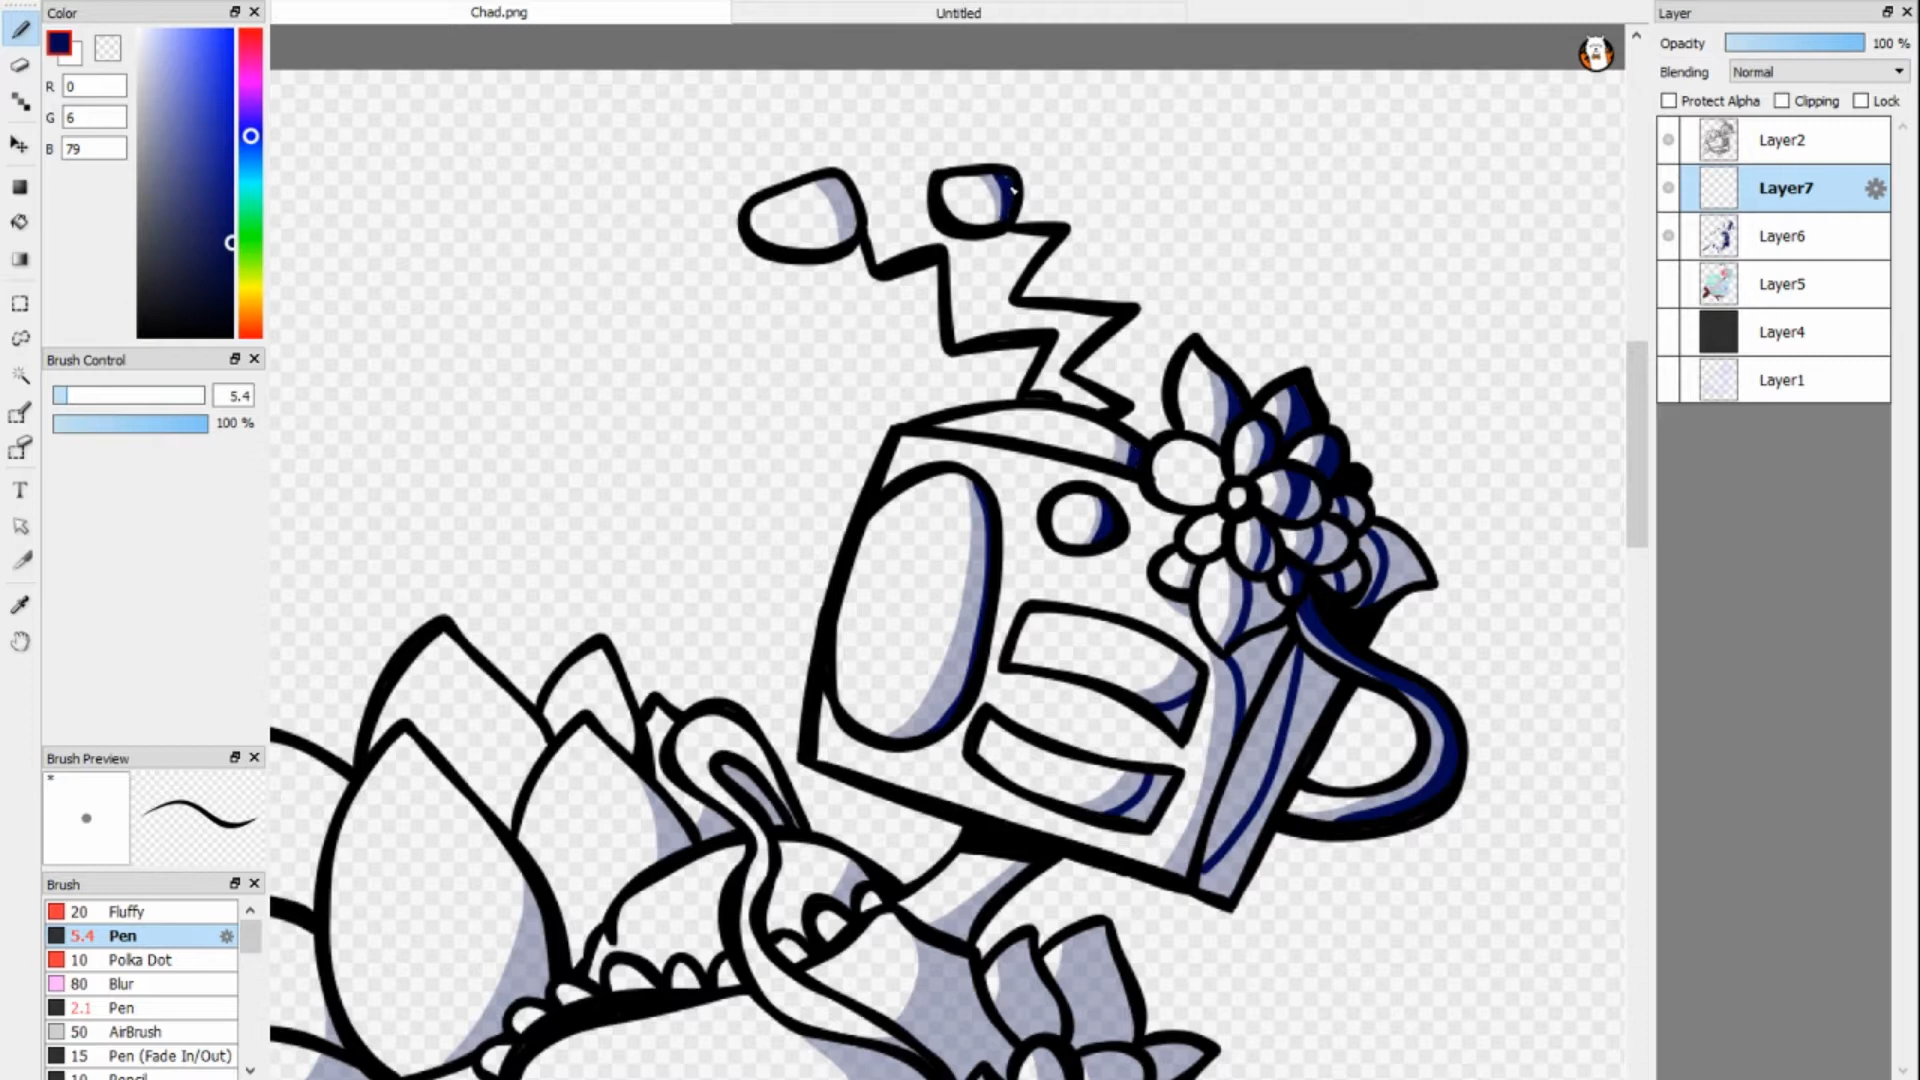 Color
Chad.png
Untitled
Layer
R 0
G 6
B 79
Opacity 100 %
Blending Normal
Protect Alpha Clipping Lock
Layer2
Layer7
Layer6
Layer5
Layer4
Layer1
Brush Control
5.4
100 %
T
Brush Preview
*
Brush
20 Fluffy
5.4 Pen
10 Polka Dot
80 Blur
2.1 Pen
50 AirBrush
15 Pen (Fade In/Out)
10 Pencil